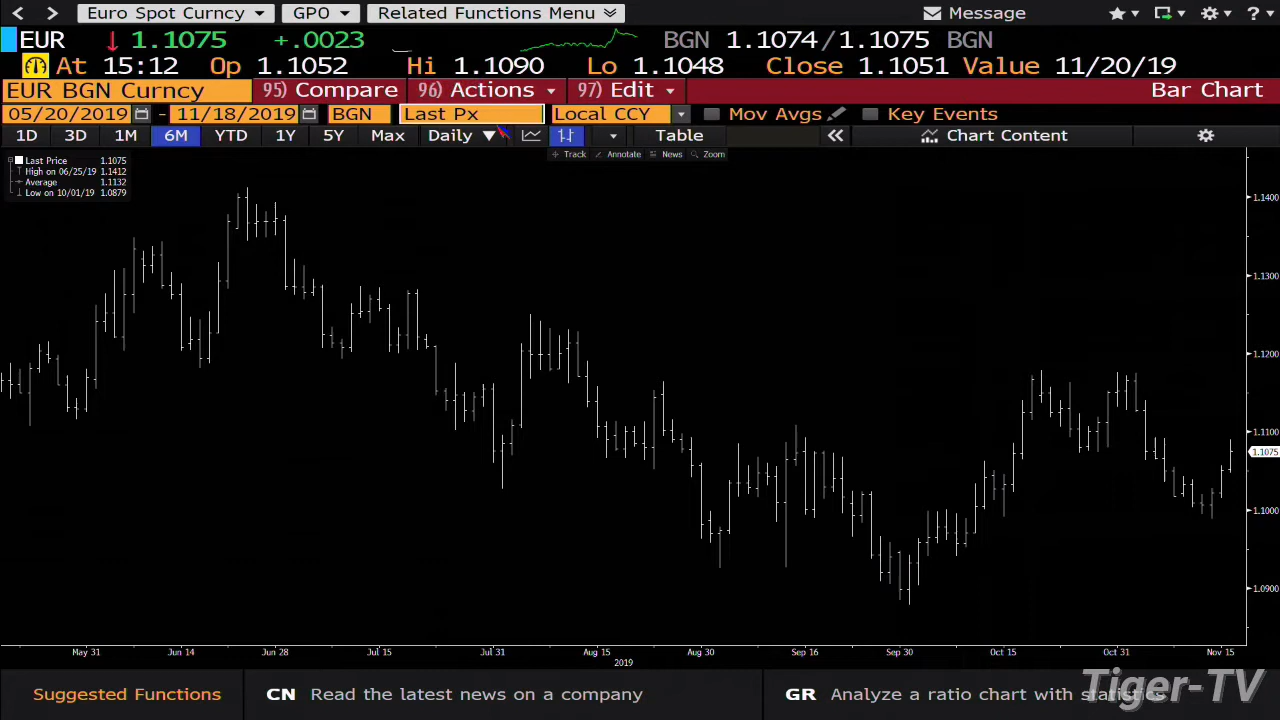 Euro Spot Curncy GPO Related Functions Menu Message
EUR 1.1075 +.0023 BGN 1.1074/1.1075 BGN
At 15:12 Op 1.1052 Hi 1.1090 Lo 1.1048 Close 1.1051 Value 11/20/19
EUR BGN Curncy 95) Compare 96) Actions 97) Edit Bar Chart
05/20/2019 - 11/18/2019 BGN Last Px Local CCY Mov Avgs Key Events
1D 3D 1M 6M YTD 1Y 5Y Max Daily Table Chart Content
Track Annotate News Zoom
Last Price 1.1075
High on 06/25/19 1.1412
Average 1.1132
Low on 10/01/19 1.0879
1.1400
1.1300
1.1200
1.1100
1.1075
1.1000
1.0900
May 31 Jun 14 Jun 28 Jul 15 Jul 31 Aug 15 Aug 30 Sep 16 Sep 30 Oct 15 Oct 31 Nov 15
2019
Suggested Functions CN Read the latest news on a company GR Analyze a ratio chart with statistics
Tiger-TV